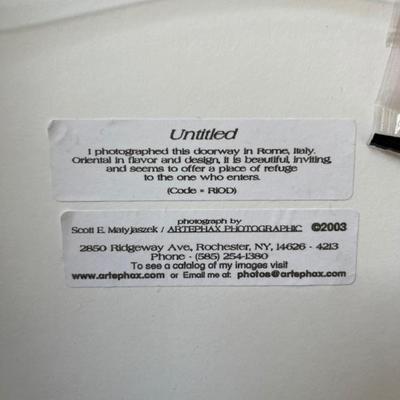 Untitled
I photographed this doorway in Rome, Italy.
Oriental in flavor and design, it is beautiful, inviting,
and seems to offer a place of refuge
to the one who enters.
(Code = RIOD)
photograph by
Scott E. Matyjaszek / ARTEPHAX PHOTOGRAPHIC ©2003
2850 Ridgeway Ave., Rochester, NY, 14626 - 4213
Phone - (585) 254-1380
To see a catalog of my images visit
www.artephax.com or Email me at: photos@artephax.com